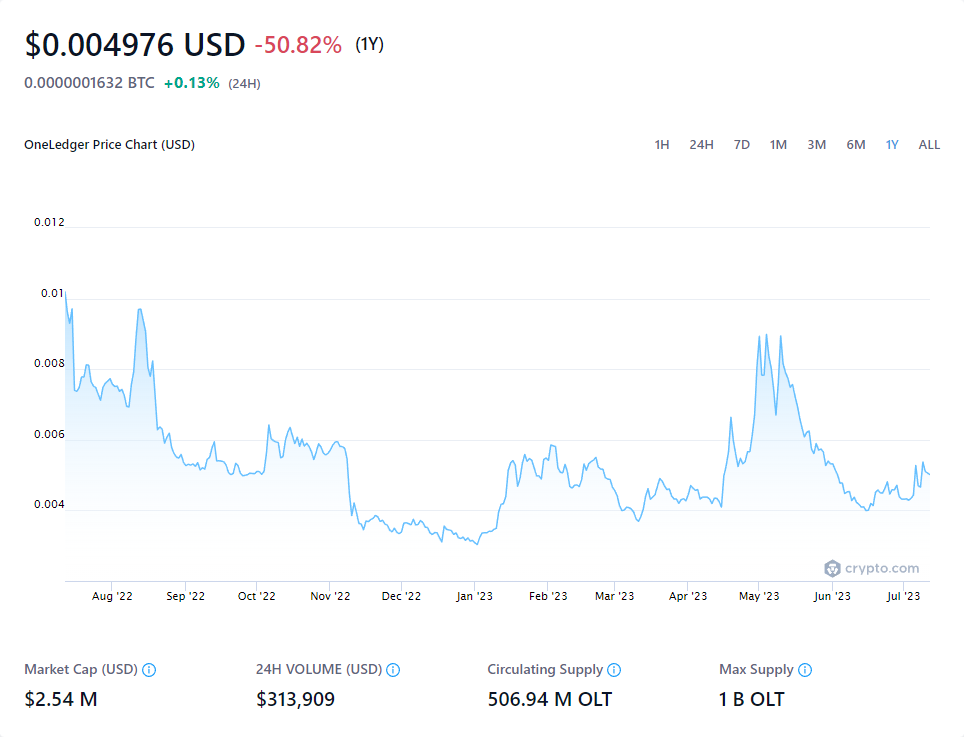 $0.004976 USD -50.82% (1Y)
0.0000001632 BTC +0.13% (24H)
OneLedger Price Chart (USD) 1H 24H 7D 1M 3M 6M 1Y ALL
0.012
0.01
0.008
0.006
0.004
crypto.com
Aug '22 Sep '22 Oct '22 Nov '22 Dec '22 Jan '23 Feb '23 Mar '23 Apr '23 May '23 Jun '23 Jul '23
Market Cap (USD) 24H VOLUME (USD) Circulating Supply Max Supply
$2.54 M $313,909 506.94 M OLT 1 B OLT